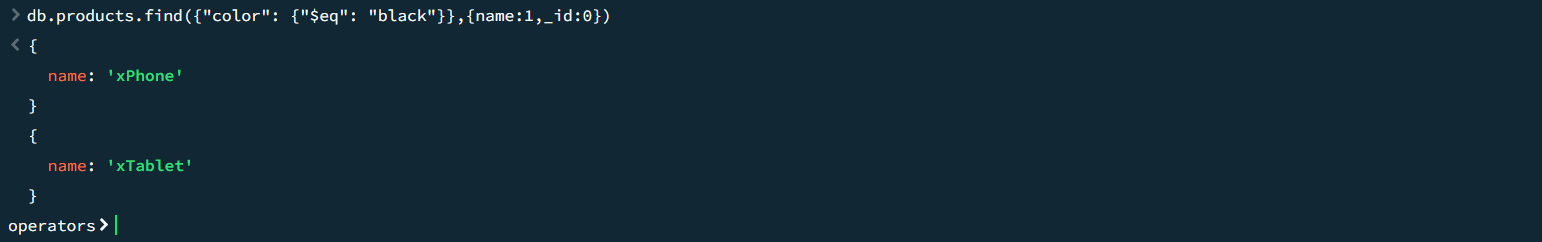 > db.products.find({"color": {"$eq": "black"}},{name:1,_id:0})
< {
name: 'xPhone'
}
{
name: 'xTablet'
}
operators>